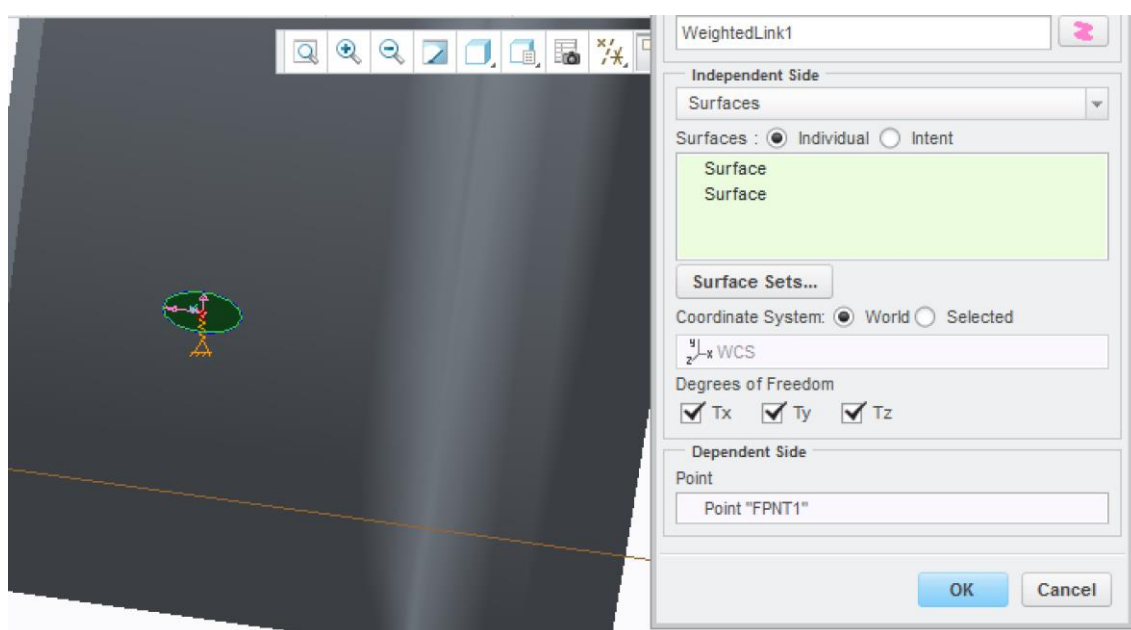 WeightedLink1
Independent Side
Surfaces
Surfaces : Individual Intent
Surface
Surface
Surface Sets...
Coordinate System: World Selected
y x z WCS
Degrees of Freedom
Tx Ty Tz
Dependent Side
Point
Point "FPNT1"
OK Cancel